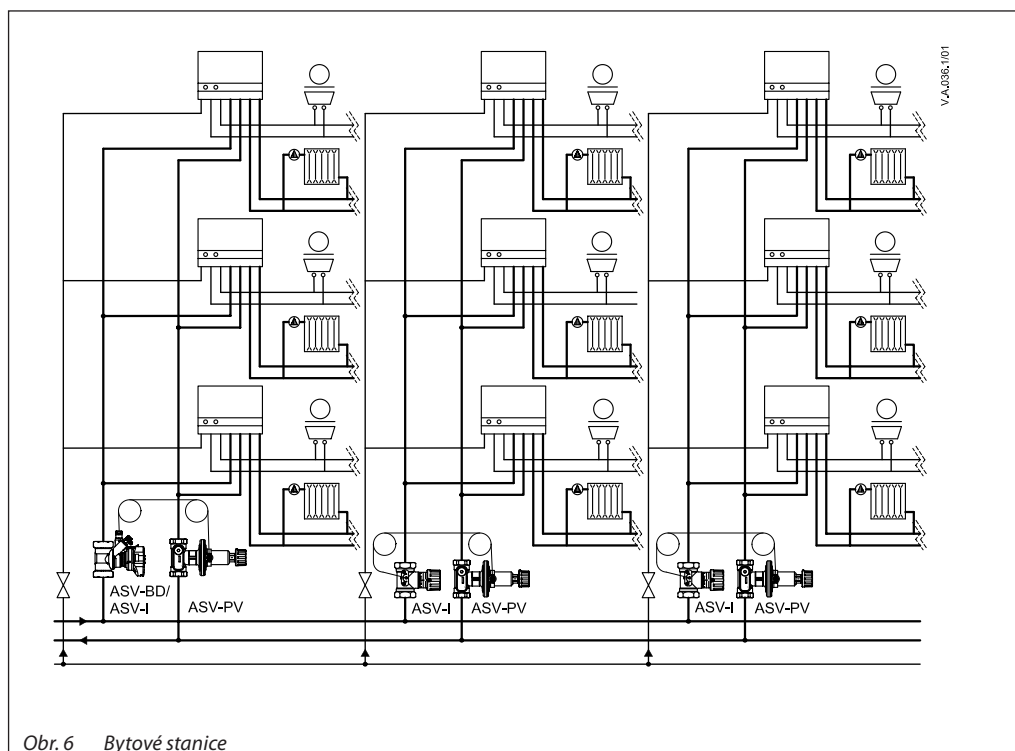 V.A.036.1/01
ASV-BD/
ASV-I
ASV-PV
ASV-I
ASV-PV
ASV-I
ASV-PV
Obr. 6 Bytové stanice